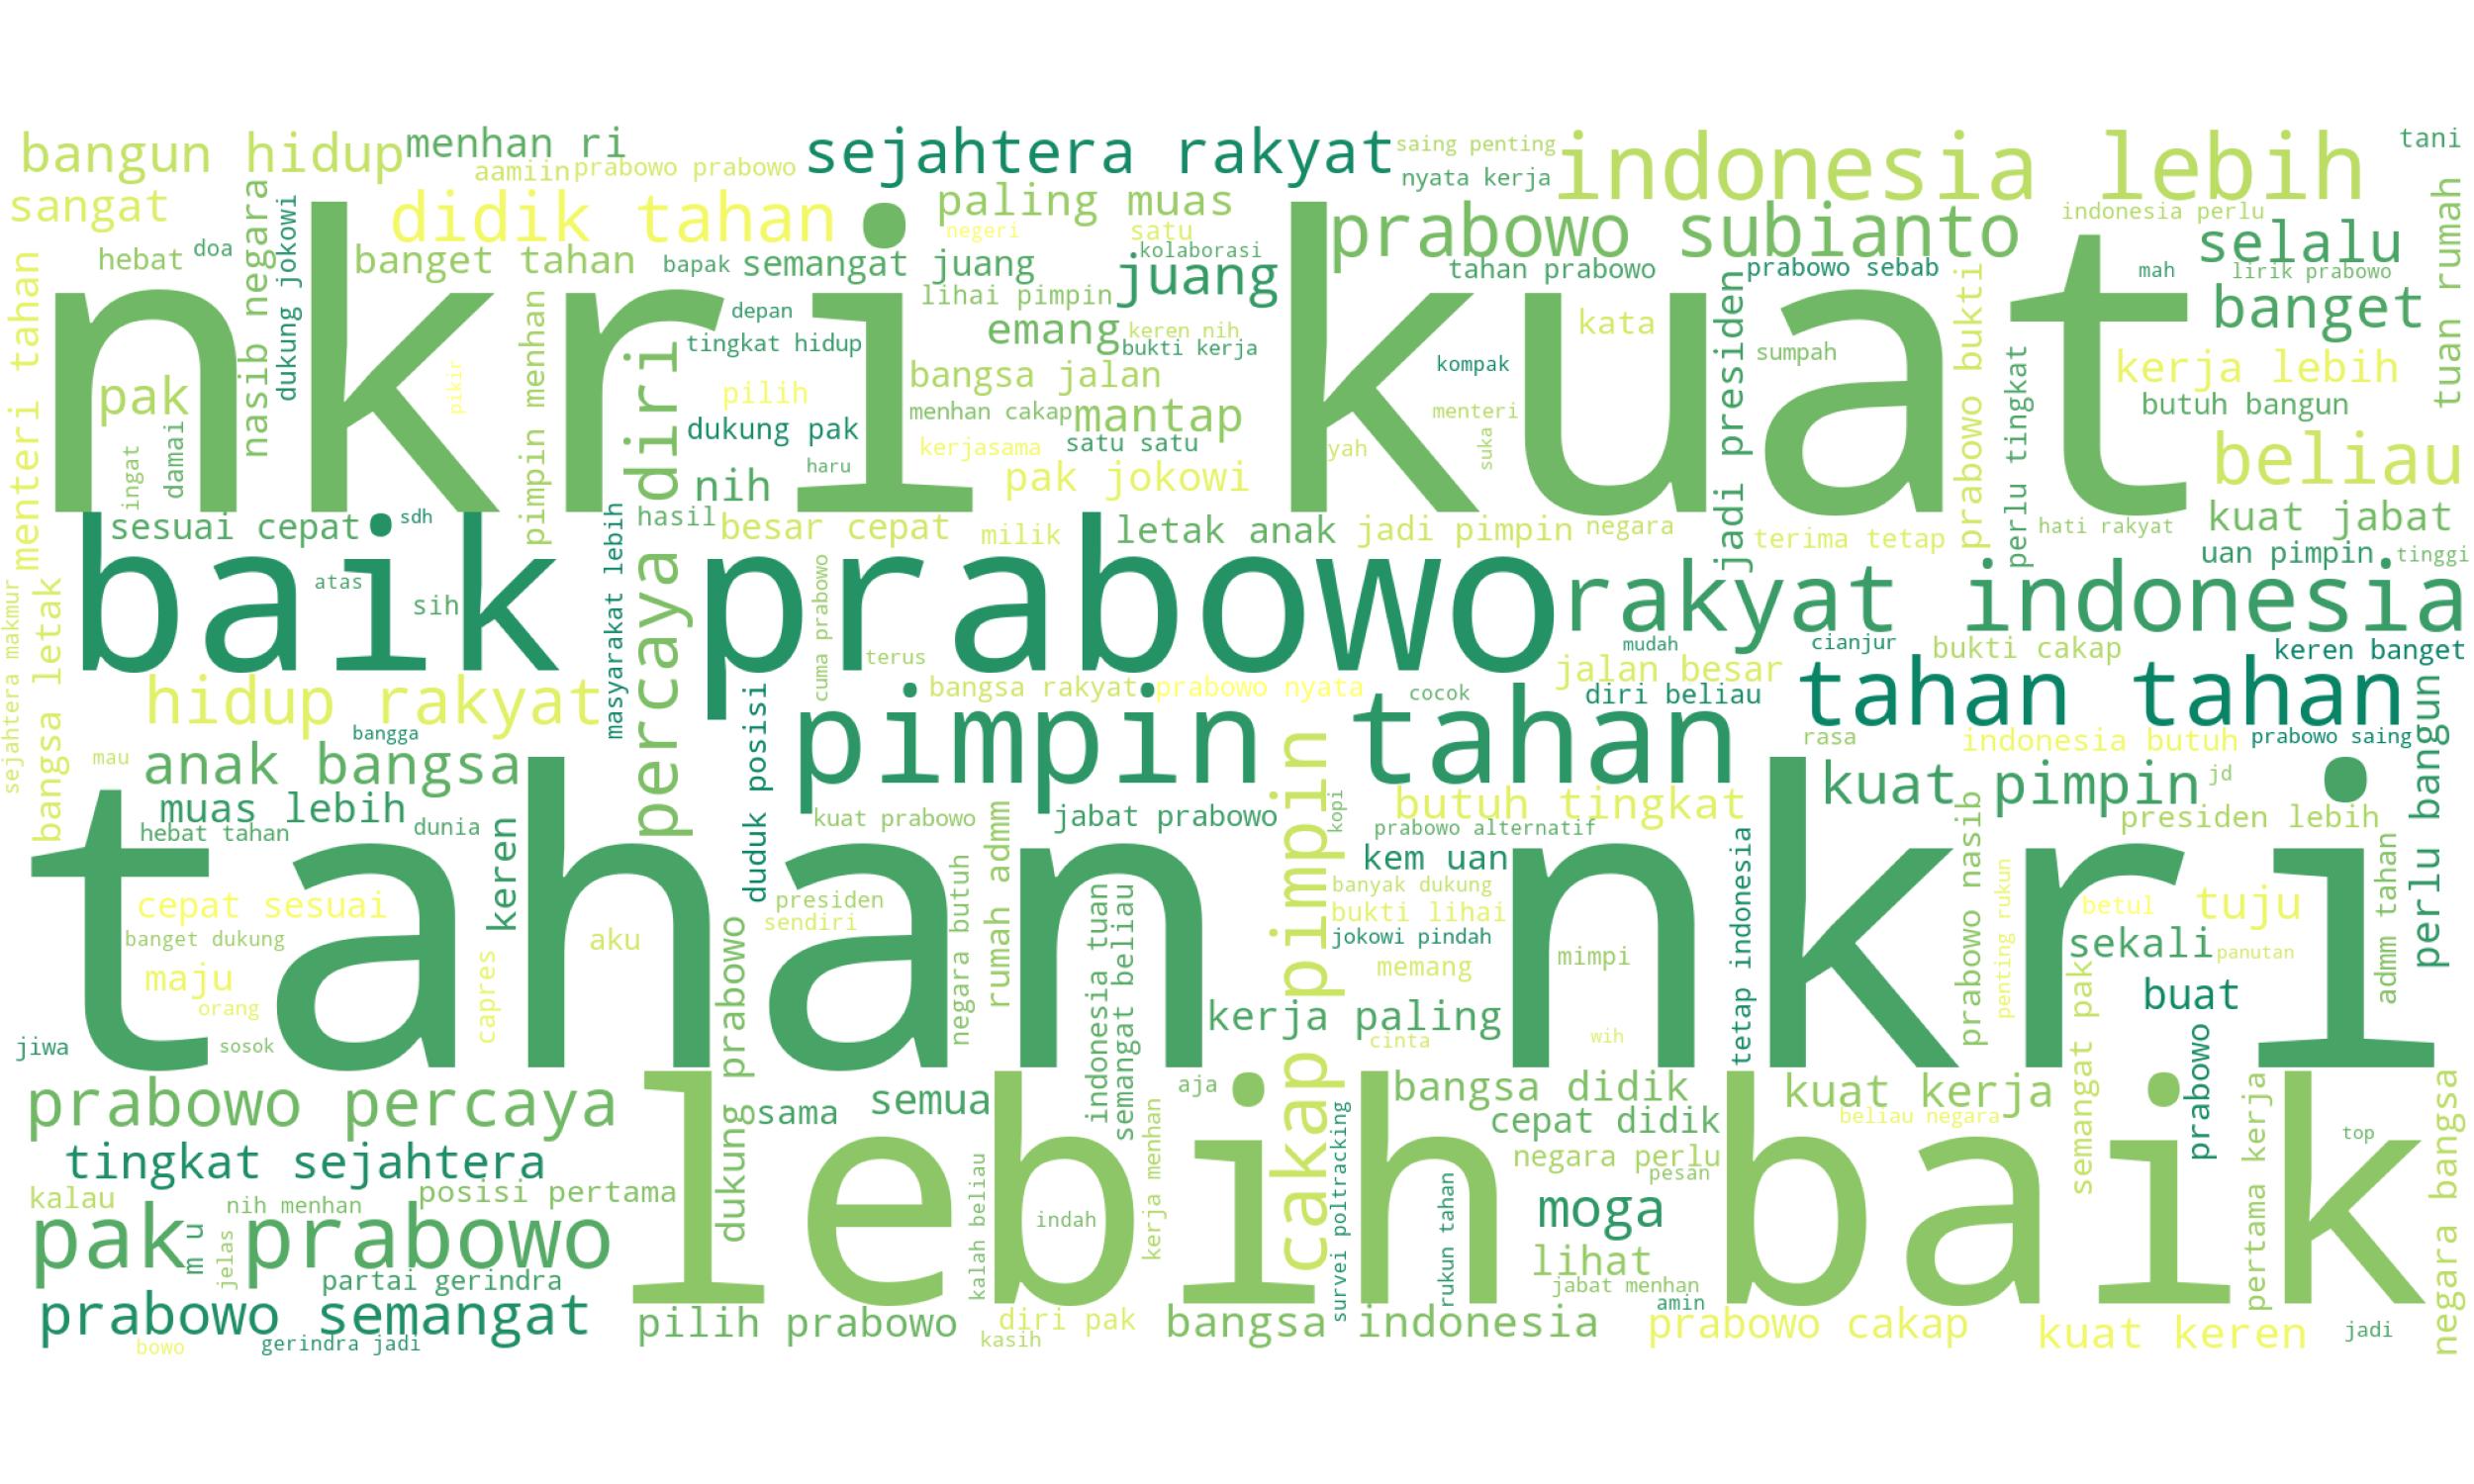 bangun hidup
menhan ri
aamiin
prabowo prabowo
sejahtera rakyat
saing penting
nyata kerja
indonesia lebih
tani
sangat
nasib negara
dukung jokowi
didik tahan
paling muas
negeri
satu
kolaborasi
prabowo subianto
indonesia perlu
selalu
tuan rumah
hebat
doa
banget tahan
bapak
semangat juang
juang
tahan prabowo
prabowo sebab
mah
lirik prabowo
menteri tahan
nkri kuat
lihai pimpin
depan
emang
keren nih
bukti kerja
kata
sumpah
jadi presiden
prabowo bukti
banget
tingkat hidup
pimpin menhan
percaya diri
pikir
pak
bangsa jalan
kompak
perlu tingkat
kerja lebih
pilih
menhan cakap
mantap
menteri
butuh bangun
dukung pak
kerjasama
satu satu
yah
suka
beliau
ingat
damai
haru
nih
pak jokowi
sesuai cepat
sdh
masyarakat lebih
hasil
besar cepat
milik
letak anak
jadi pimpin
negara
terima tetap
hati rakyat
kuat jabat
uan pimpin
tinggi
sejahtera makmur
bangsa letak
baik prabowo
atas
sih
cuma prabowo
terus
rakyat indonesia
mudah
cianjur
bukti cakap
keren banget
jalan besar
hidup rakyat
bangsa rakyat
prabowo nyata
cocok
diri beliau
tahan tahan
perlu bangun
bangga
duduk posisi
pimpin tahan
cakap pimpin
rasa
indonesia butuh
prabowo saing
mau
anak bangsa
kuat pimpin
jd
muas lebih
hebat tahan
dunia
kuat prabowo
jabat prabowo
kopi
butuh tingkat
prabowo alternatif
presiden lebih
tahan nkri
keren
rumah admm
kem uan
tetap indonesia
prabowo nasib
admm tahan
cepat sesuai
banget dukung
aku
presiden
sendiri
negara butuh
indonesia tuan
semangat beliau
banyak dukung
bukti lihai
jokowi pindah
penting rukun
betul
tuju
sekali
panutan
maju
orang
capres
dukung prabowo
memang
mimpi
buat
jiwa
sosok
kerja paling
cinta
wih
semangat pak
prabowo
prabowo percaya
sama
semua
aja
bangsa didik
kuat kerja
beliau negara
pertama kerja
negara bangsa
lebih baik
cepat didik
top
tingkat sejahtera
kerja menhan
survei poltracking
negara perlu
pesan
kalau
nih menhan
posisi pertama
kalah beliau
indah
rukun tahan
moga
pak prabowo
m u
jelas
lihat
partai gerindra
jabat menhan
amin
prabowo semangat
pilih prabowo
diri pak
bangsa indonesia
prabowo cakap
kuat keren
jadi
bowo
gerindra jadi
kasih